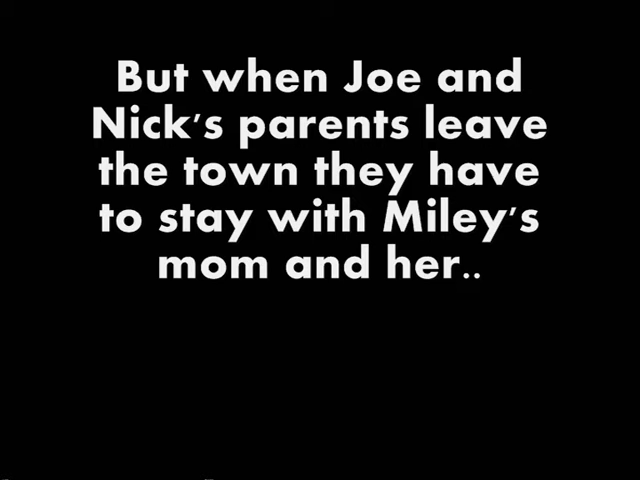 But when Joe and
Nick's parents leave
the town they have
to stay with Miley's
mom and her..